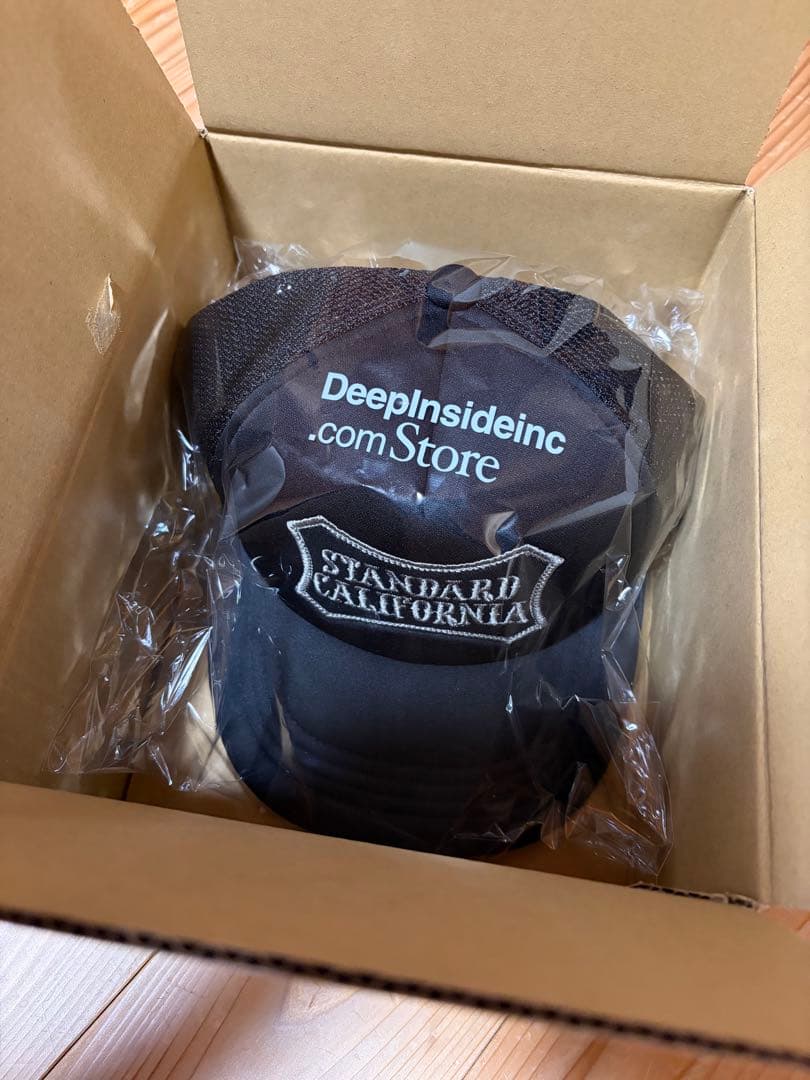 DeepInsideinc
.com Store
STANDARD
CALIFORNIA